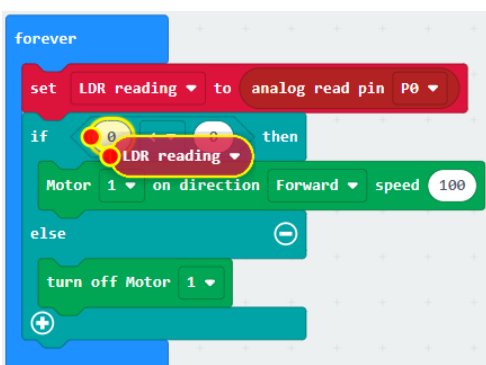 forever
set LDR reading to analog read pin P0
if 0 < 0 then
LDR reading
Motor 1 on direction Forward speed 100
else
turn off Motor 1